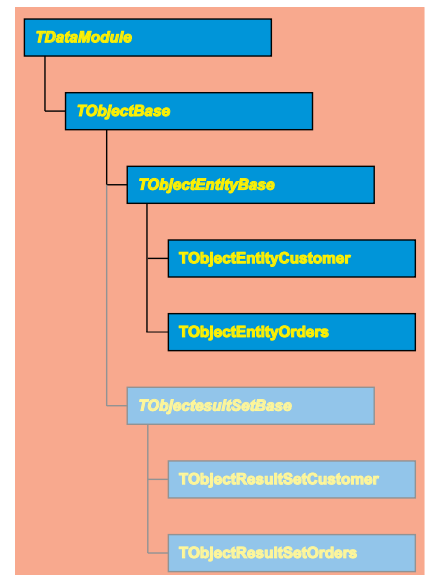 TDataModule
TObjectBase
TObjectEntityBase
TObjectEntityCustomer
TObjectEntityOrders
TObjectesultSetBase
TObjectResultSetCustomer
TObjectResultSetOrders